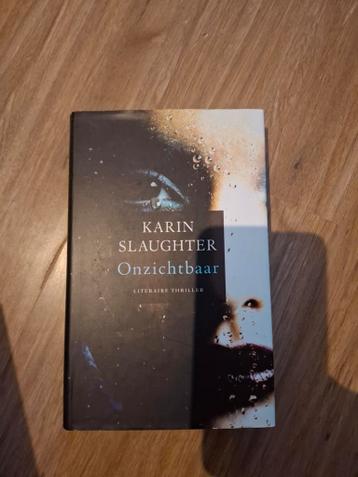 KARIN
SLAUGHTER
Onzichtbaar
LITERAIRE THRILLER